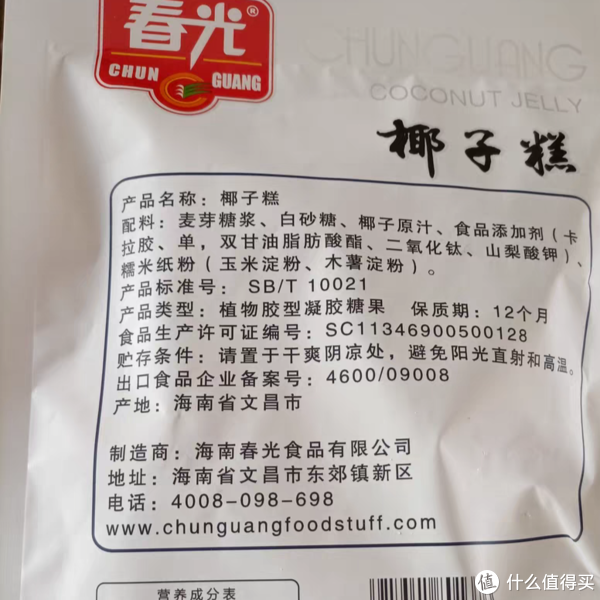 春光®
CHUN GUANG
CHUNGUANG
COCONUT JELLY
椰子糕
产品名称：椰子糕
配料：麦芽糖浆、白砂糖、椰子原汁、食品添加剂（卡
拉胶、单，双甘油脂肪酸酯、二氧化钛、山梨酸钾）、
糯米纸粉（玉米淀粉、木薯淀粉）。
产品标准号：SB/T 10021
产品类型：植物胶型凝胶糖果 保质期：12个月
食品生产许可证编号：SC11346900500128
贮存条件：请置于干爽阴凉处，避免阳光直射和高温。
出口食品企业备案号：4600/09008
产地：海南省文昌市
制造商：海南春光食品有限公司
地址：海南省文昌市东郊镇新区
电话：4008-098-698
www.chunguangfoodstuff.com
营养成分表
值 什么值得买